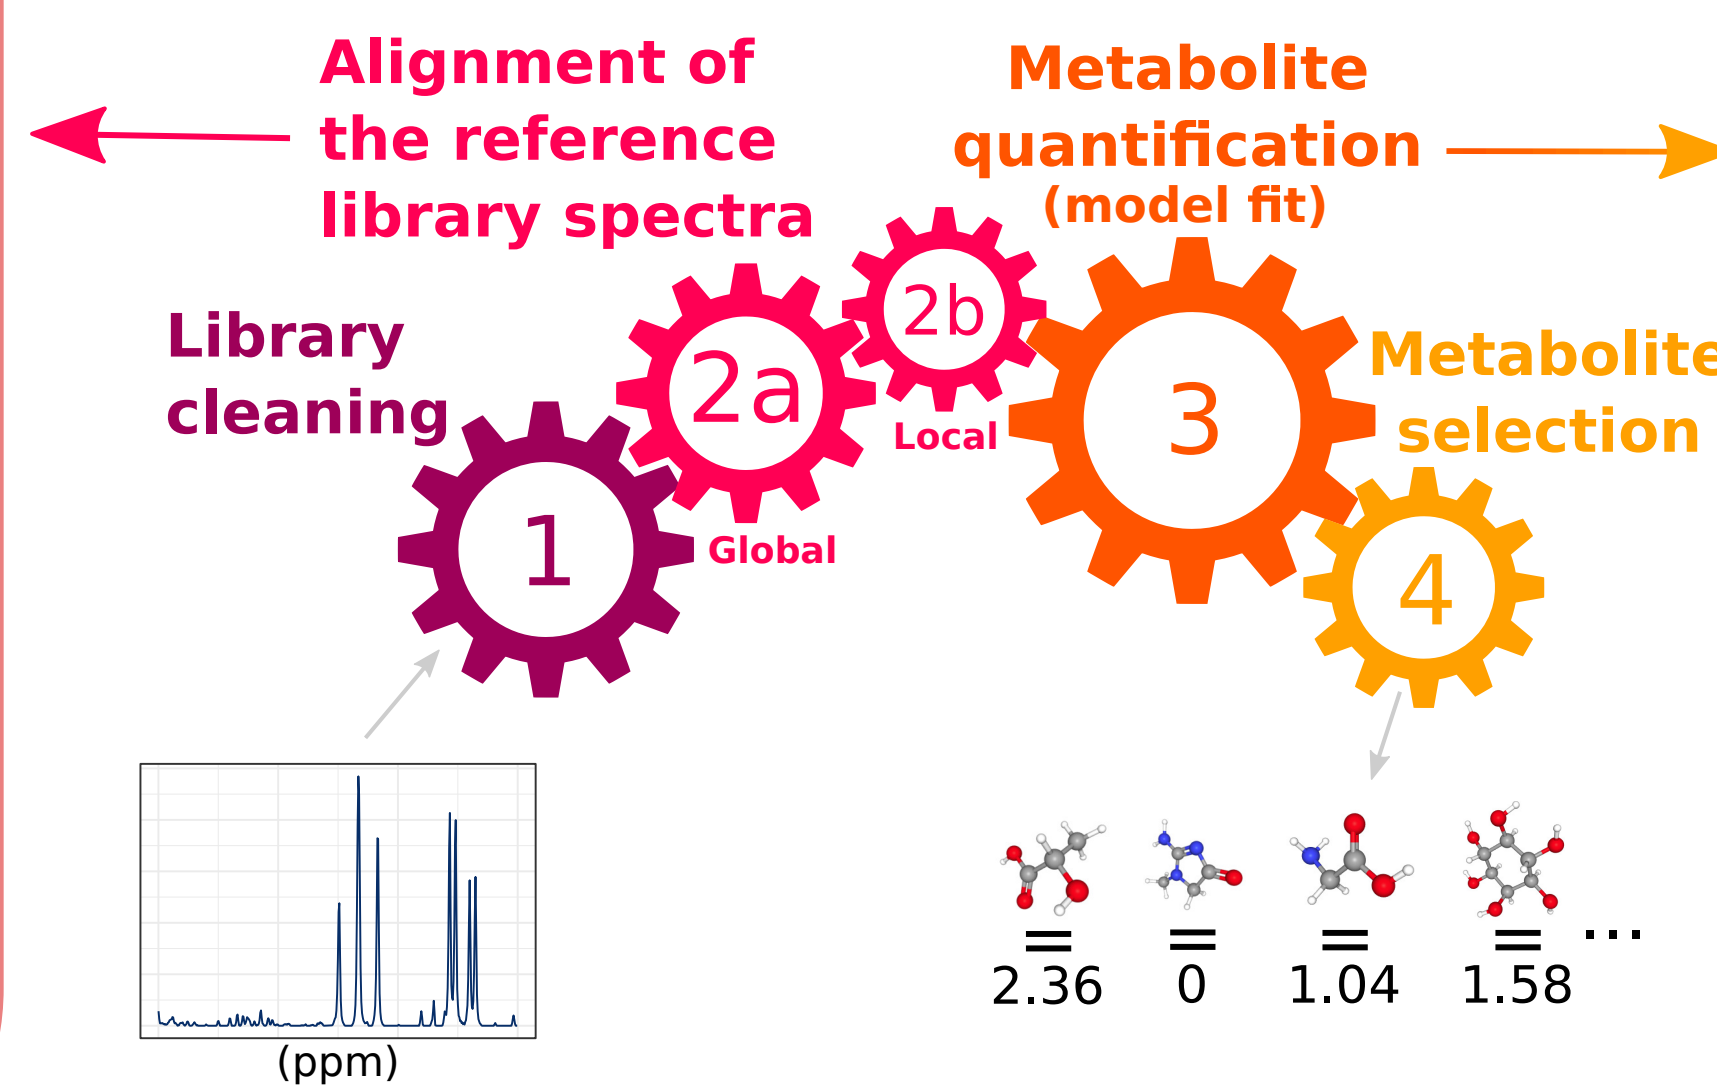 Alignment of
the reference
library spectra
Metabolite
quantification
(model fit)
Library
cleaning
Metabolite
selection
1
2a
2b
3
4
Global
Local
(ppm)
=
=
=
=
...
2.36
0
1.04
1.58